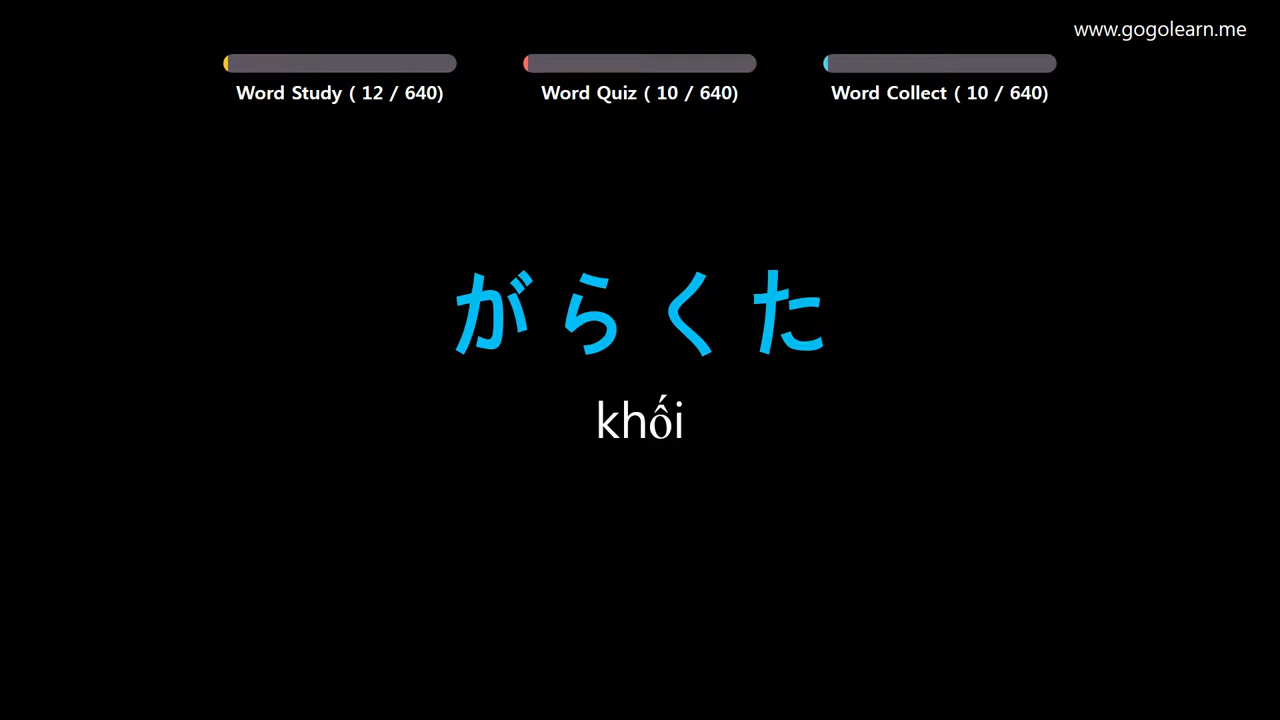 www.gogolearn.me
Word Study ( 12 / 640)
Word Quiz ( 10 / 640)
Word Collect ( 10 / 640)
がらくた
khối